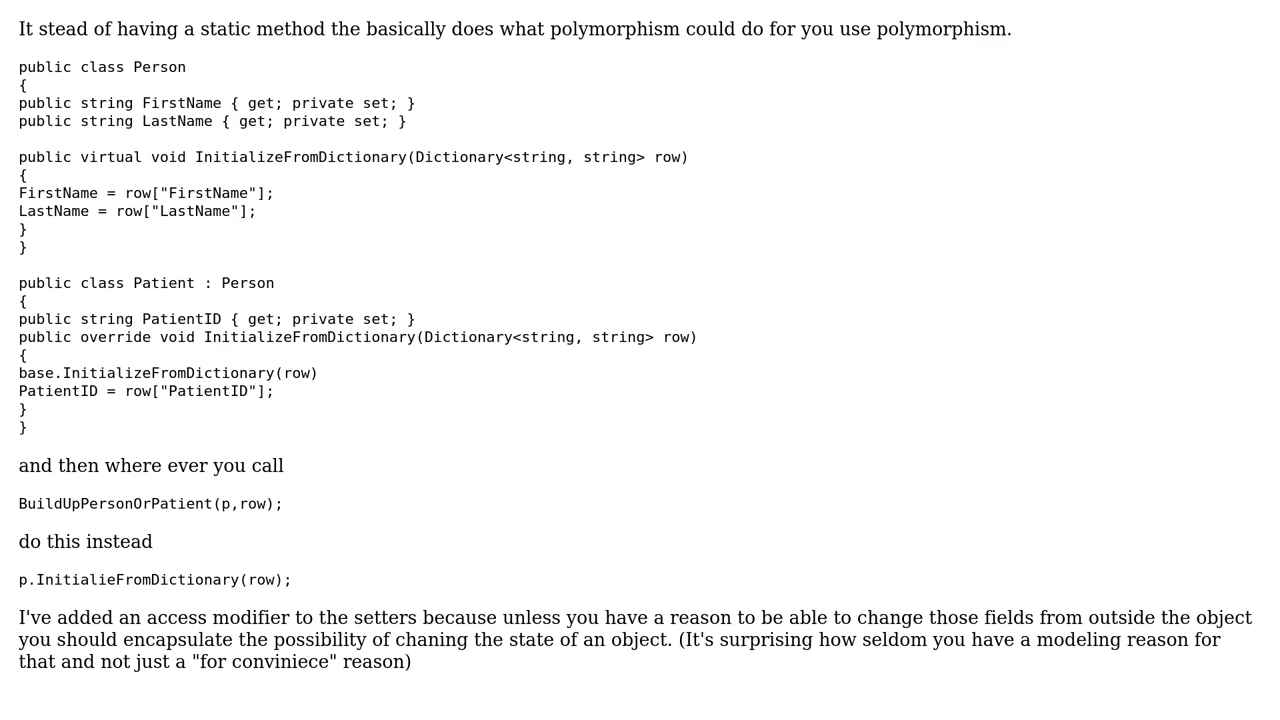 It stead of having a static method the basically does what polymorphism could do for you use polymorphism.
public class Person
{
public string FirstName { get; private set; }
public string LastName { get; private set; }
public virtual void InitializeFromDictionary(Dictionary<string, string> row)
{
FirstName = row["FirstName"];
LastName = row["LastName"];
}
}
public class Patient : Person
{
public string PatientID { get; private set; }
public override void InitializeFromDictionary(Dictionary<string, string> row)
{
base.InitializeFromDictionary(row)
PatientID = row["PatientID"];
}
}
and then where ever you call
BuildUpPersonOrPatient(p,row);
do this instead
p.InitialieFromDictionary(row);
I've added an access modifier to the setters because unless you have a reason to be able to change those fields from outside the object
you should encapsulate the possibility of chaning the state of an object. (It's surprising how seldom you have a modeling reason for
that and not just a "for conviniece" reason)